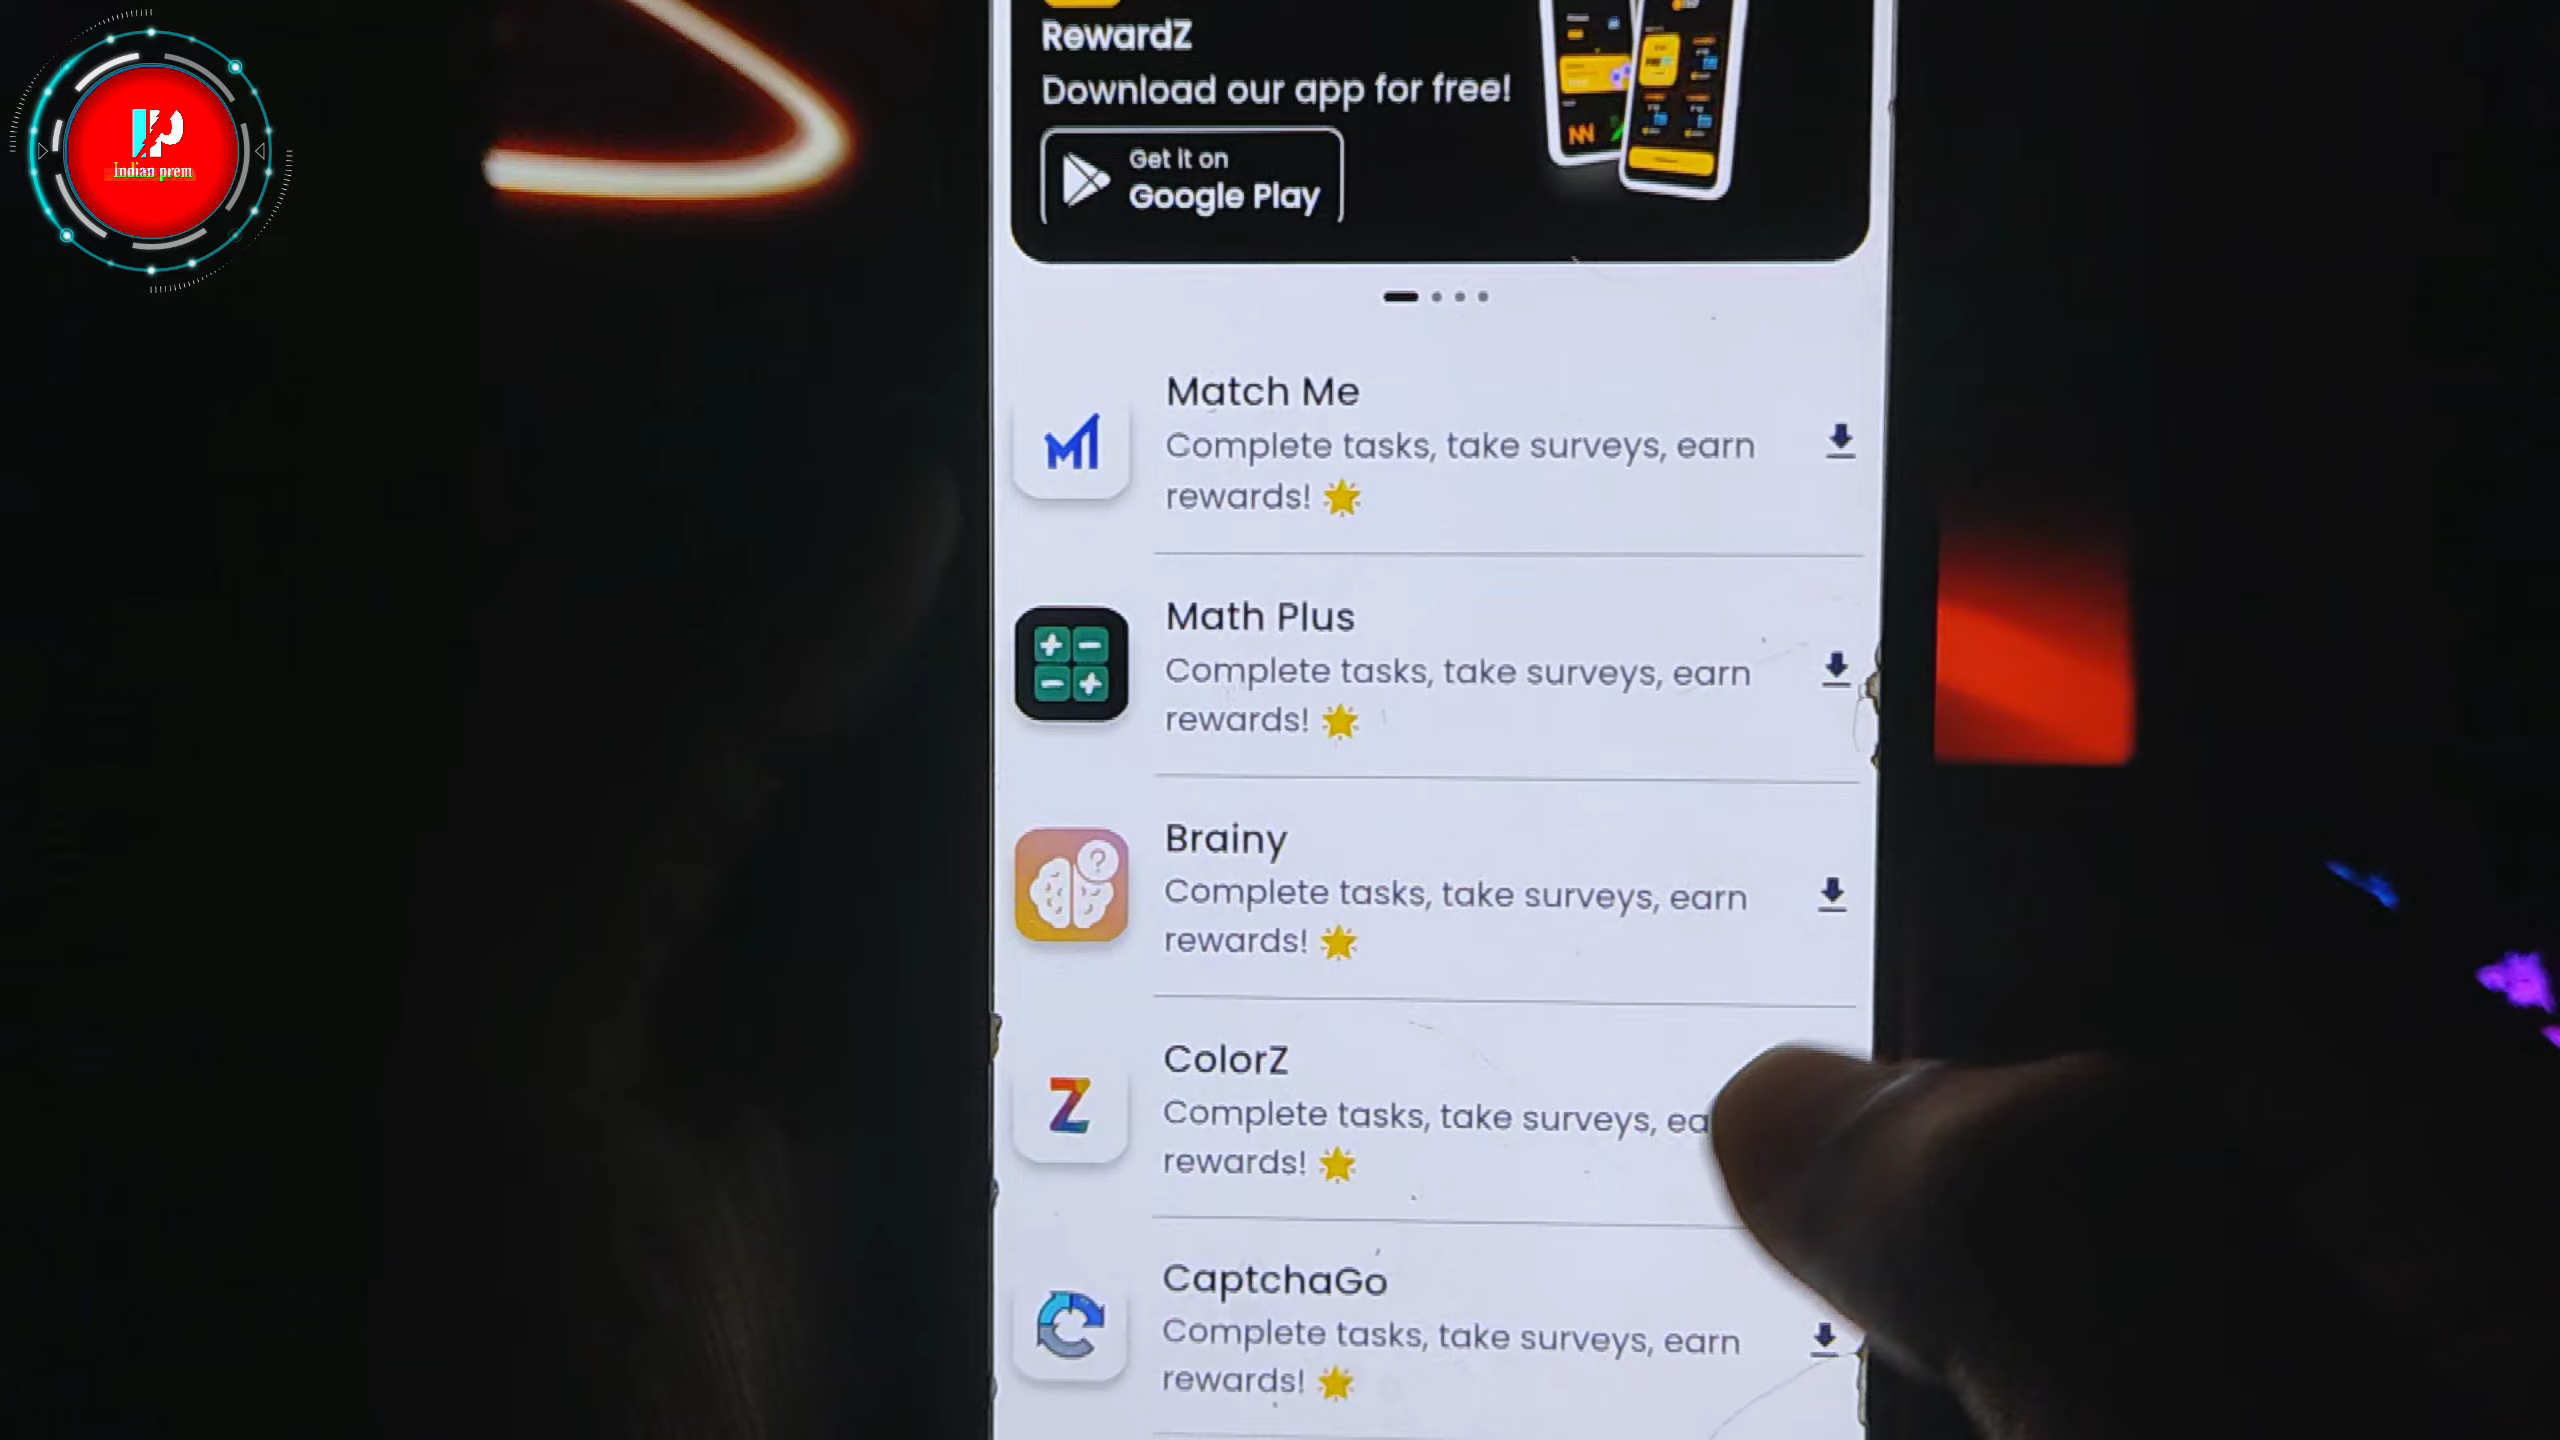 Indian prem
RewardZ
Download our app for free!
Get it on
Google Play
Match Me
Complete tasks, take surveys, earn
rewards! 🌟
Math Plus
Complete tasks, take surveys, earn
rewards! 🌟
Brainy
Complete tasks, take surveys, earn
rewards! 🌟
ColorZ
Complete tasks, take surveys, ea
rewards! 🌟
CaptchaGo
Complete tasks, take surveys, earn
rewards! 🌟